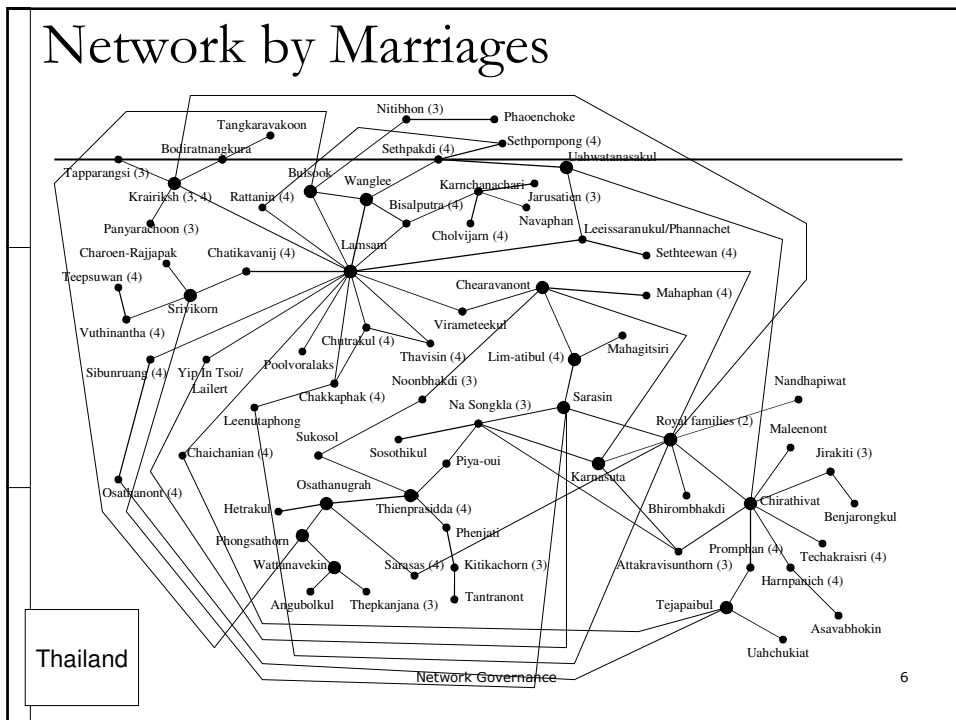 Network by Marriages
Nitibhon (3)
Phaoenchoke
Tangkaravakoon
Sethpornpong (4)
Bodiratnangkura
Sethpakdi (4)
Uahwatanasakul
Tapparangsi (3)
Bulsook
Wanglee
Karnchanachari
Krairiksh (3, 4)
Rattanin (4)
Bisalputra (4)
Jarusatien (3)
Navaphan
Panyarachoon (3)
Cholvijarn (4)
Leeissaranukul/Phannachet
Charoen-Rajjapak
Chatikavanij (4)
Lamsam
Sethteewan (4)
Teepsuwan (4)
Chearavanont
Mahaphan (4)
Srivikorn
Vuthinantha (4)
Virameteekul
Chutrakul (4)
Thavisin (4)
Lim-atibul (4)
Mahagitsiri
Poolvoralaks
Sibunruang (4)
Yip In Tsoi/
Lailert
Noonbhakdi (3)
Nandhapiwat
Chakkaphak (4)
Sarasin
Na Songkla (3)
Leenutaphong
Royal families (2)
Maleenont
Sukosol
Sosothikul
Chaichanian (4)
Piya-oui
Jirakiti (3)
Karnasuta
Osathanont (4)
Osathanugrah
Chirathivat
Hetrakul
Thienprasidda (4)
Bhirombhakdi
Benjarongkul
Phongsathorn
Phenjati
Promphan (4)
Techakraisri (4)
Wattanavekin
Sarasas (4)
Kitikachorn (3)
Attakravisunthorn (3)
Harnpanich (4)
Angubolkul
Thepkanjana (3)
Tantranont
Tejapaibul
Asavabhokin
Uahchukiat
Thailand
Network Governance
6